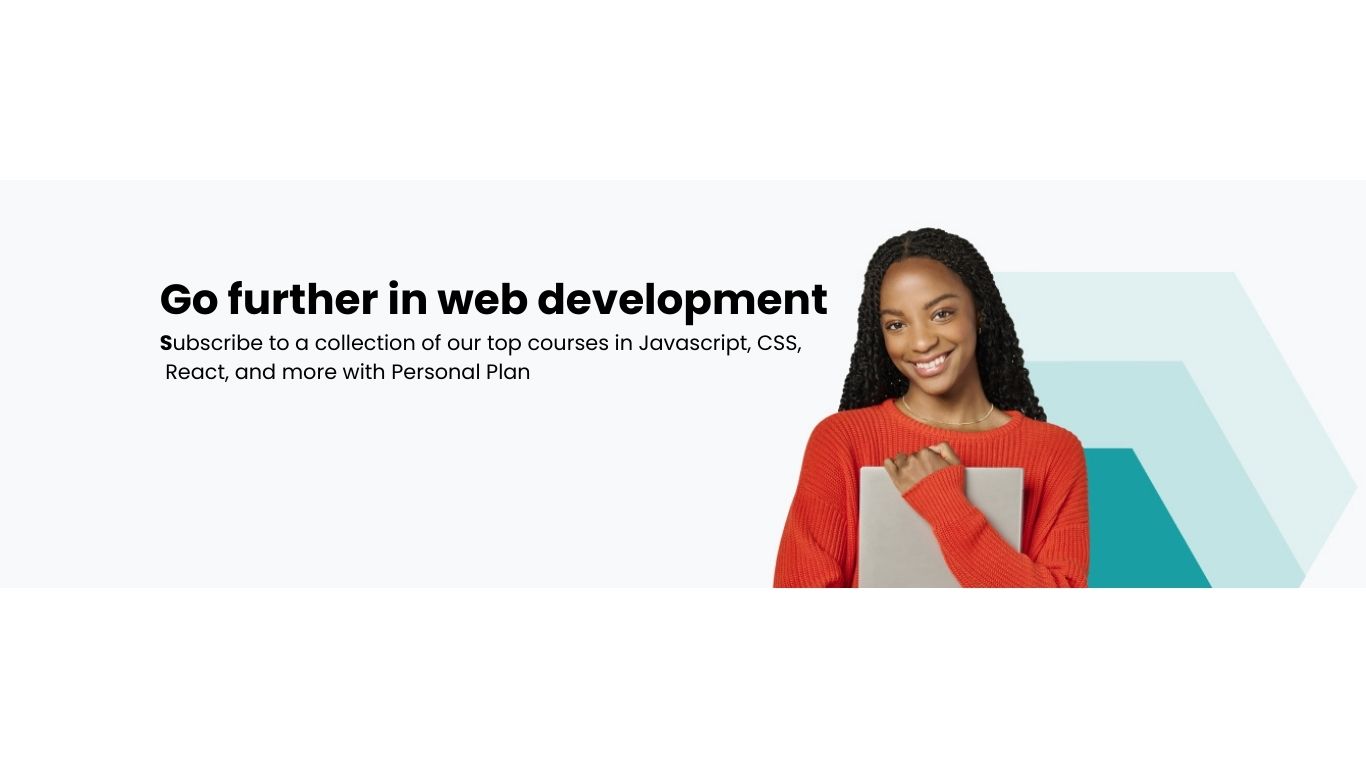 Go further in web development
Subscribe to a collection of our top courses in Javascript, CSS,
React, and more with Personal Plan